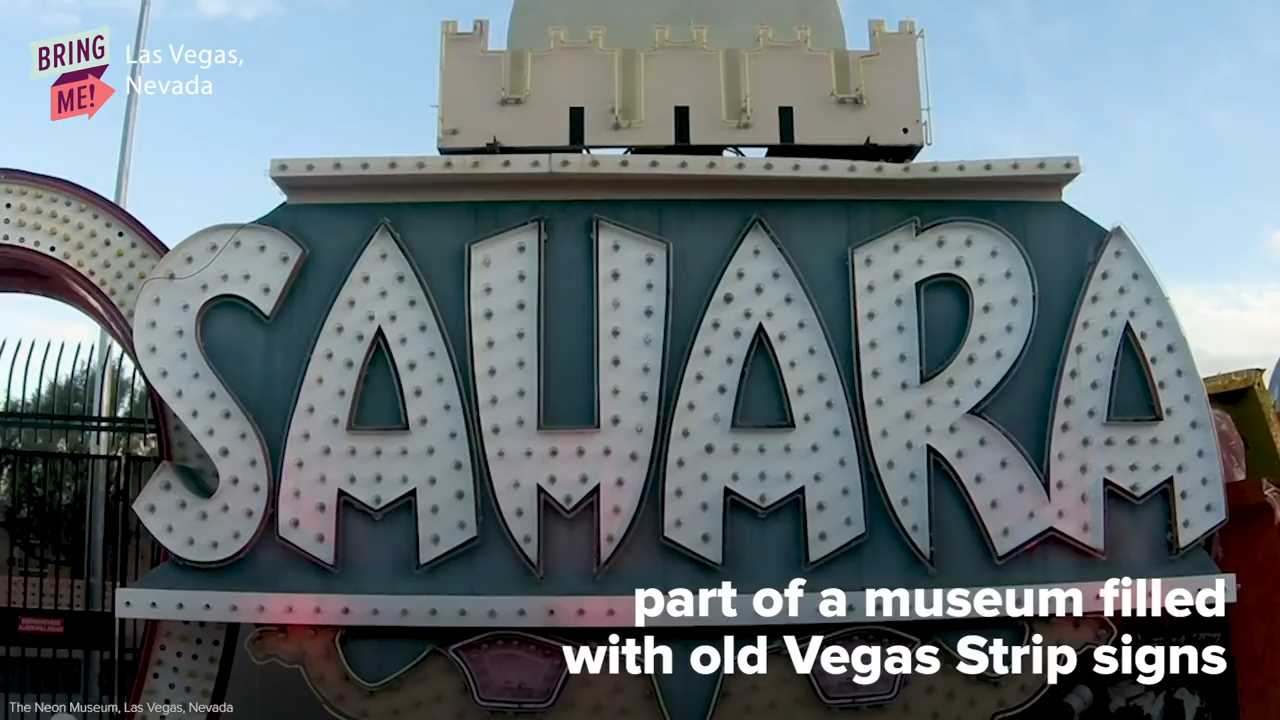 BRING
ME!
Las Vegas,
Nevada
SAHARA
part of a museum filled
with old Vegas Strip signs
The Neon Museum, Las Vegas, Nevada